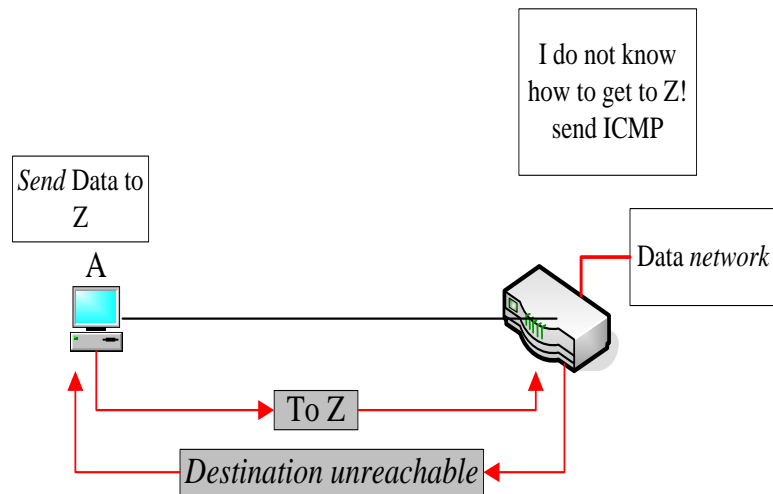 I do not know
how to get to Z!
send ICMP
Send Data to
Z
A
Data network
To Z
Destination unreachable